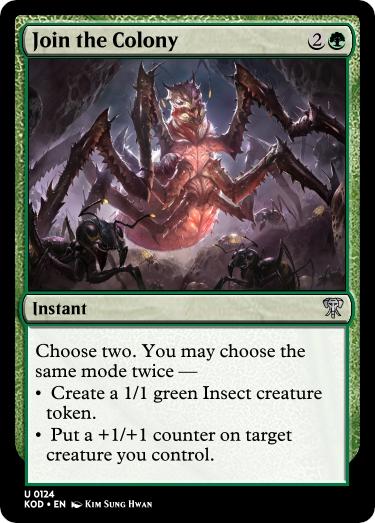 Join the Colony 2
Instant
Choose two. You may choose the
same mode twice —
• Create a 1/1 green Insect creature
token.
• Put a +1/+1 counter on target
creature you control.
U 0124
KOD • EN Kim Sung Hwan